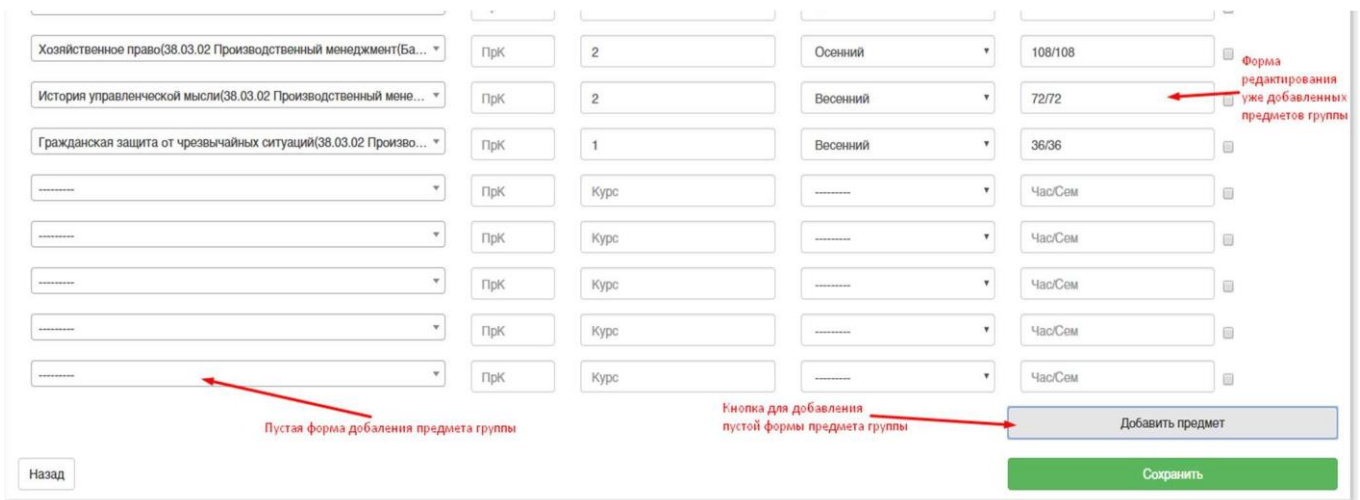 Хозяйственное право(38.03.02 Производственный менеджмент(Ба... ПрК 2 Осенний 108/108
Форма
редактирования
уже добавленных
предметов группы
История управленческой мысли(38.03.02 Производственный мене... ПрК 2 Весенний 72/72
Гражданская защита от чрезвычайных ситуаций(38.03.02 Произво... ПрК 1 Весенний 36/36
--------- ПрК Курс --------- Час/Сем
--------- ПрК Курс --------- Час/Сем
--------- ПрК Курс --------- Час/Сем
--------- ПрК Курс --------- Час/Сем
--------- ПрК Курс --------- Час/Сем
Пустая форма добаления предмета группы
Кнопка для добавления
пустой формы предмета группы
Добавить предмет
Назад
Сохранить